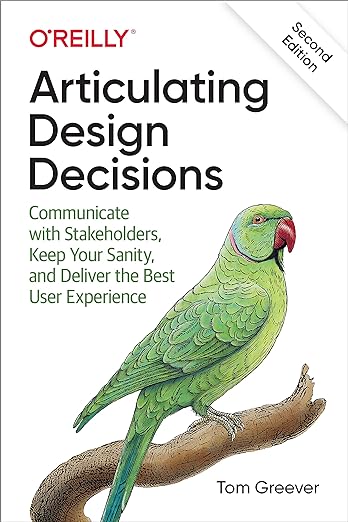 O'REILLY®
Second
Edition
Articulating
Design
Decisions
Communicate
with Stakeholders,
Keep Your Sanity,
and Deliver the Best
User Experience
Tom Greever